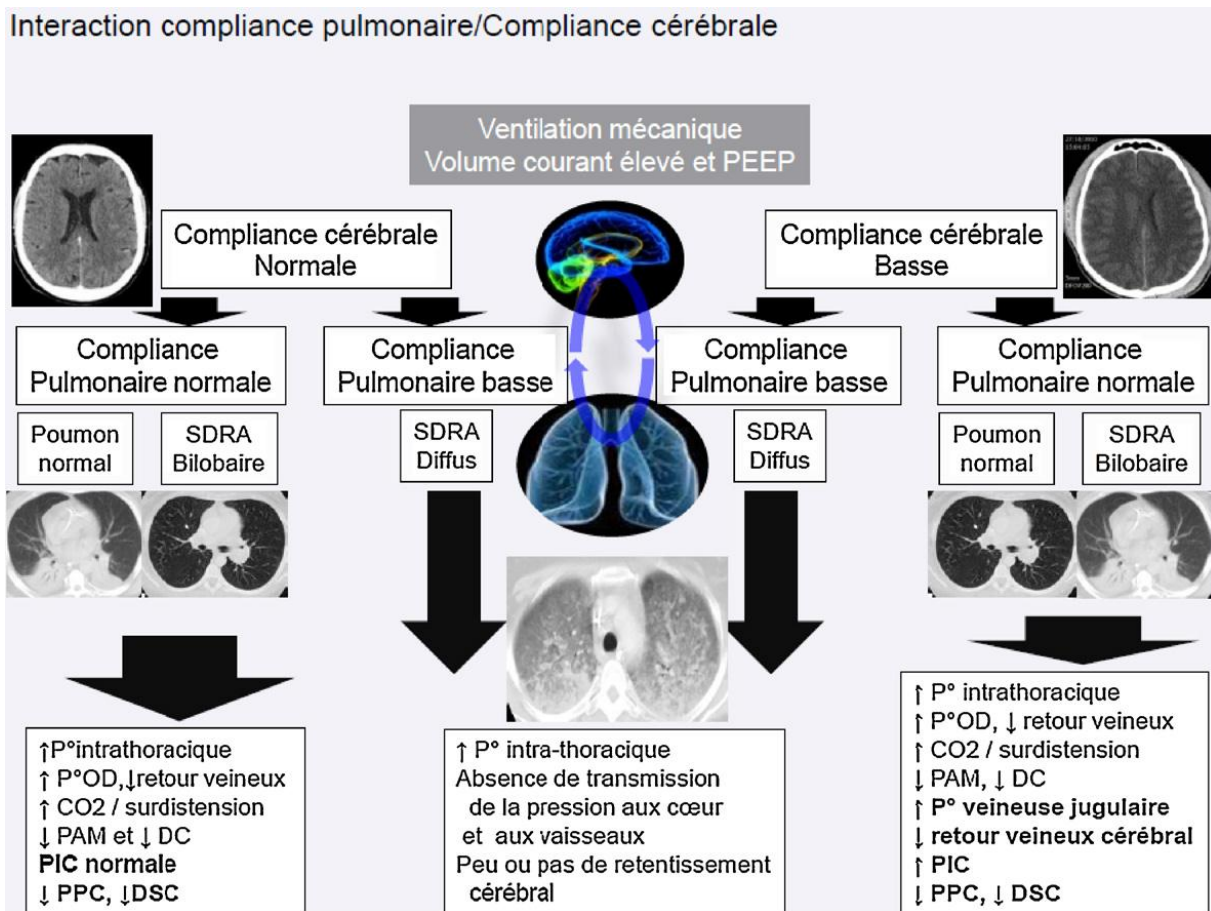 Interaction compliance pulmonaire/Compliance cérébrale
Ventilation mécanique
Volume courant élevé et PEEP
Compliance cérébrale
Normale
Compliance cérébrale
Basse
Compliance
Pulmonaire normale
Compliance
Pulmonaire basse
Compliance
Pulmonaire basse
Compliance
Pulmonaire normale
Poumon
normal
SDRA
Bilobaire
SDRA
Diffus
SDRA
Diffus
Poumon
normal
SDRA
Bilobaire
↑P°intrathoracique
↑ P°OD,↓retour veineux
↑ CO2 / surdistension
↓ PAM et ↓ DC
PIC normale
↓ PPC, ↓DSC
↑ P° intra-thoracique
Absence de transmission
de la pression aux cœur
et aux vaisseaux
Peu ou pas de retentissement
cérébral
↑ P° intrathoracique
↑ P°OD, ↓ retour veineux
↑ CO2 / surdistension
↓ PAM, ↓ DC
↑ P° veineuse jugulaire
↓ retour veineux cérébral
↑ PIC
↓ PPC, ↓ DSC